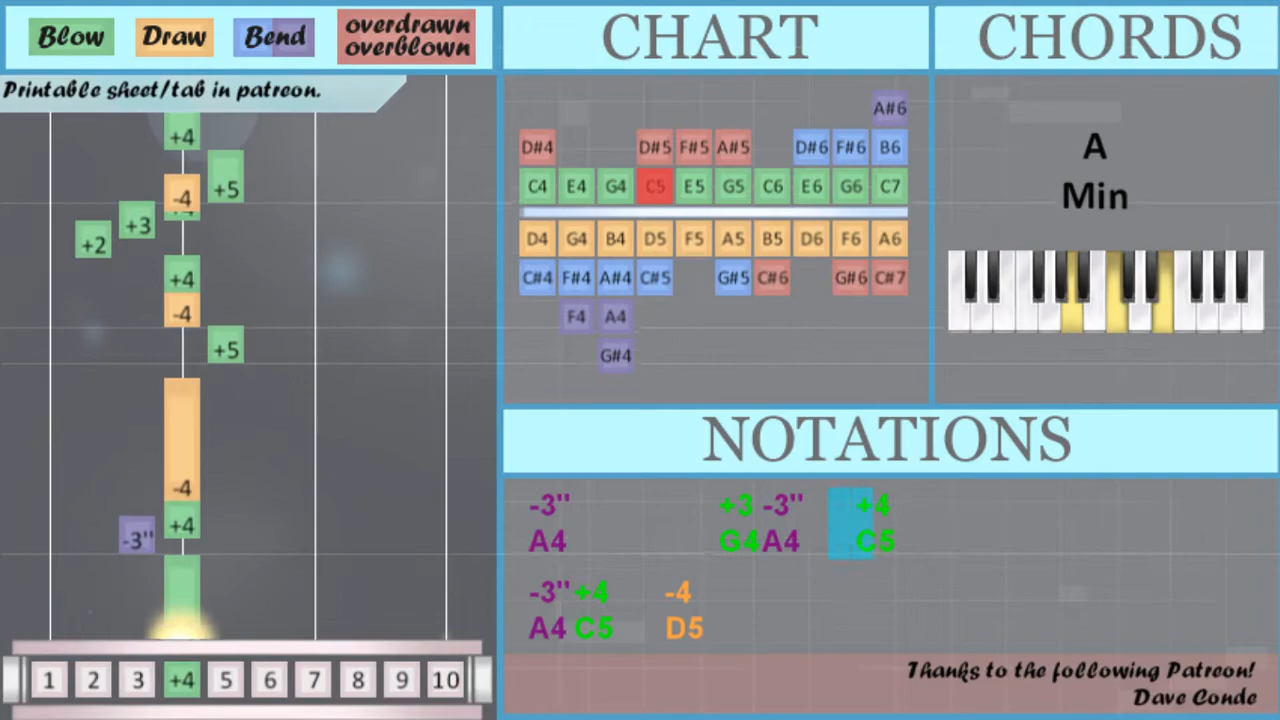 Blow Draw Bend overdrawn
overblown
Printable sheet/tab in patreon.
+4
+5
-4
+3
+2
+4
-4
+5
-4
+4
-3"
1 2 3 +4 5 6 7 8 9 10
CHART
A#6
D#4 D#5 F#5 A#5 D#6 F#6 B6
C4 E4 G4 C5 E5 G5 C6 E6 G6 C7
D4 G4 B4 D5 F5 A5 B5 D6 F6 A6
C#4 F#4 A#4 C#5 G#5 C#6 G#6 C#7
F4 A4
G#4
CHORDS
A
Min
NOTATIONS
-3" +3 -3" +4
A4 G4 A4 C5
-3" +4 -4
A4 C5 D5
Thanks to the following Patreon!
Dave Conde